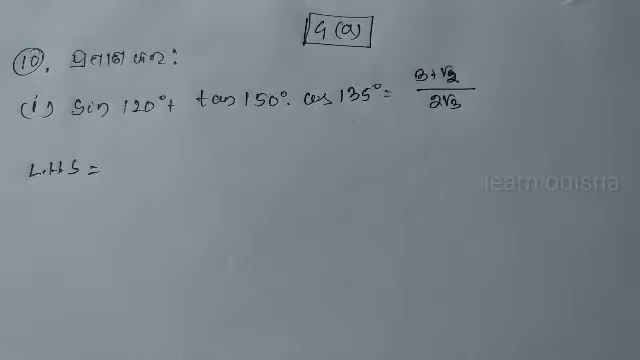 4 (a)
10. ପ୍ରମାଣ କର :
(i) Sin 120° + tan 150°. cos 135° = 3+√2 / 2√3
L.H.S =
learn odisha